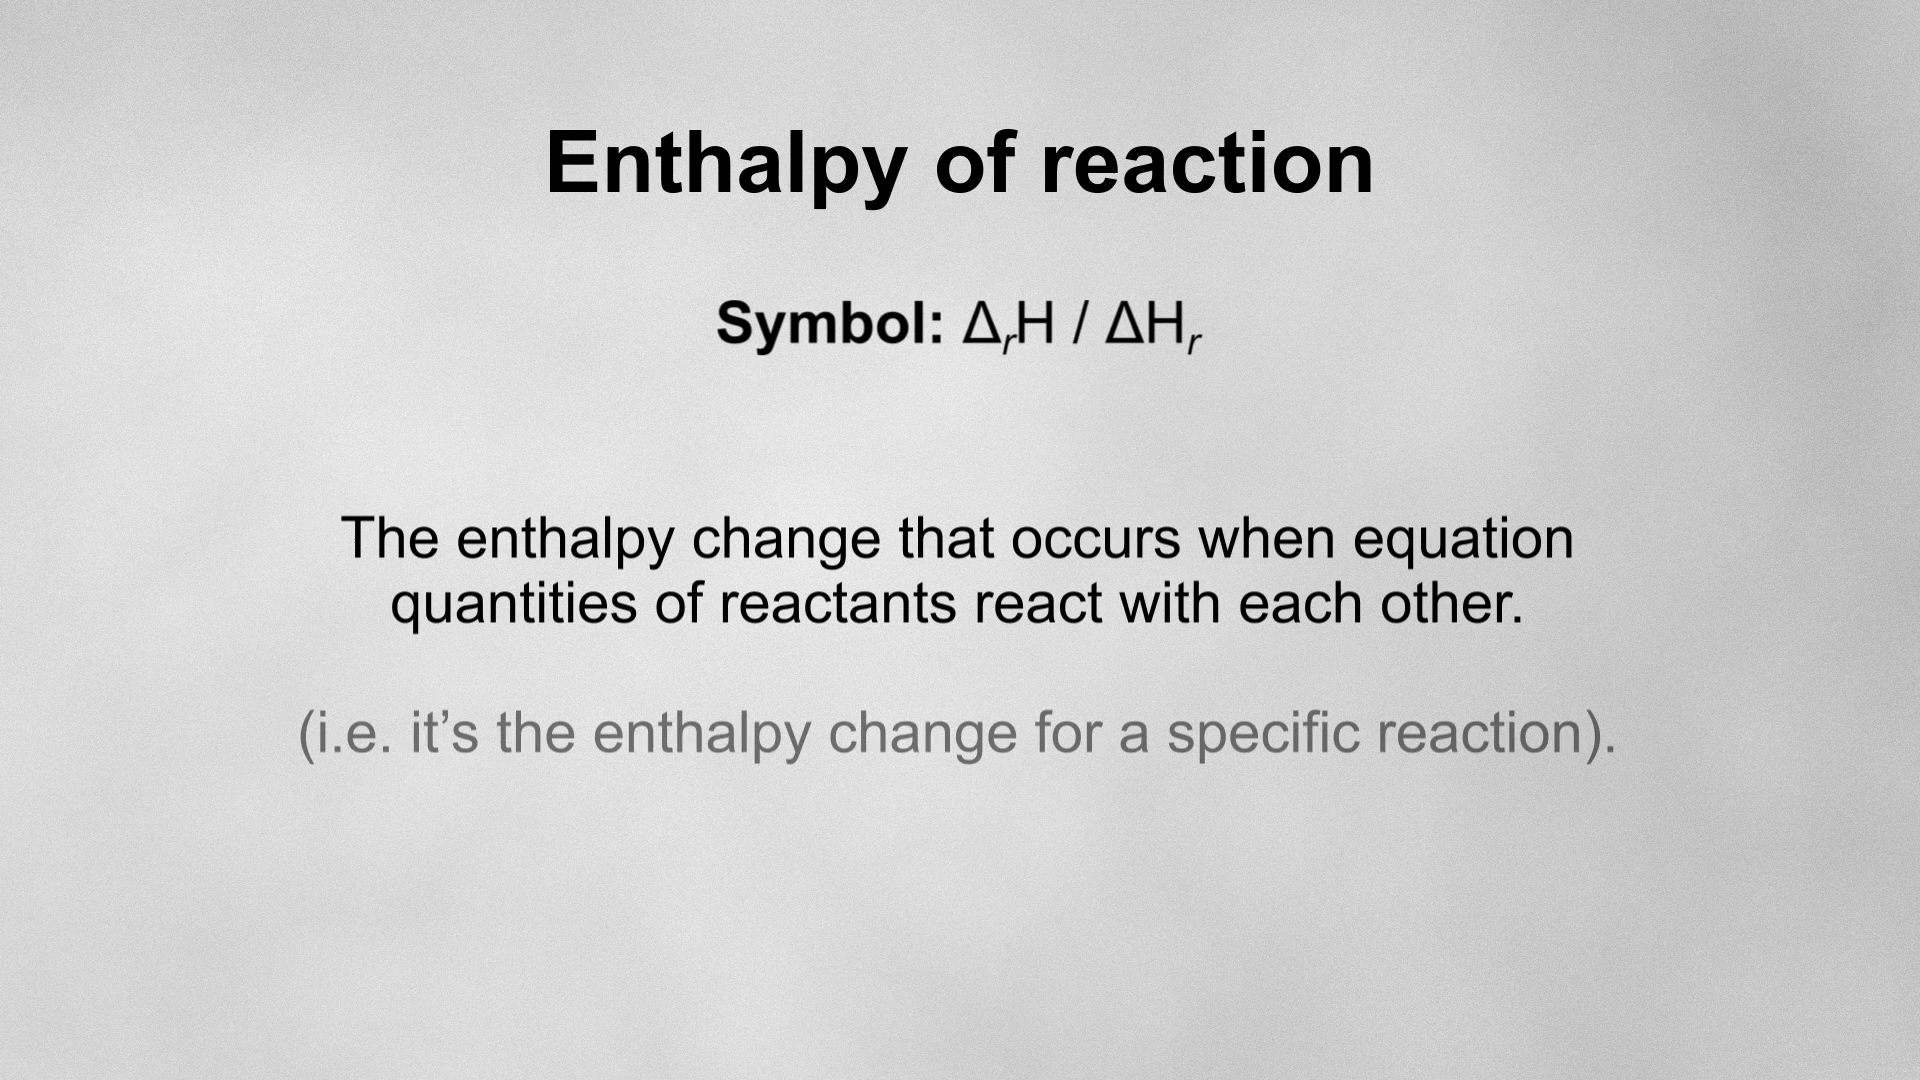 Enthalpy of reaction
Symbol: ΔᵣH / ΔHᵣ
The enthalpy change that occurs when equation
quantities of reactants react with each other.
(i.e. it’s the enthalpy change for a specific reaction).